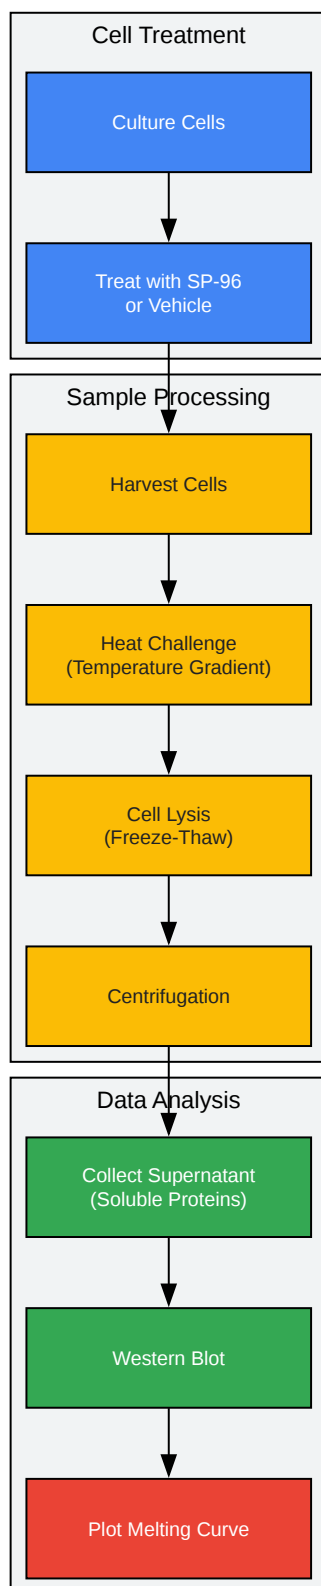 Cell Treatment
Culture Cells
Treat with SP-96
or Vehicle
Sample Processing
Harvest Cells
Heat Challenge
(Temperature Gradient)
Cell Lysis
(Freeze-Thaw)
Centrifugation
Data Analysis
Collect Supernatant
(Soluble Proteins)
Western Blot
Plot Melting Curve